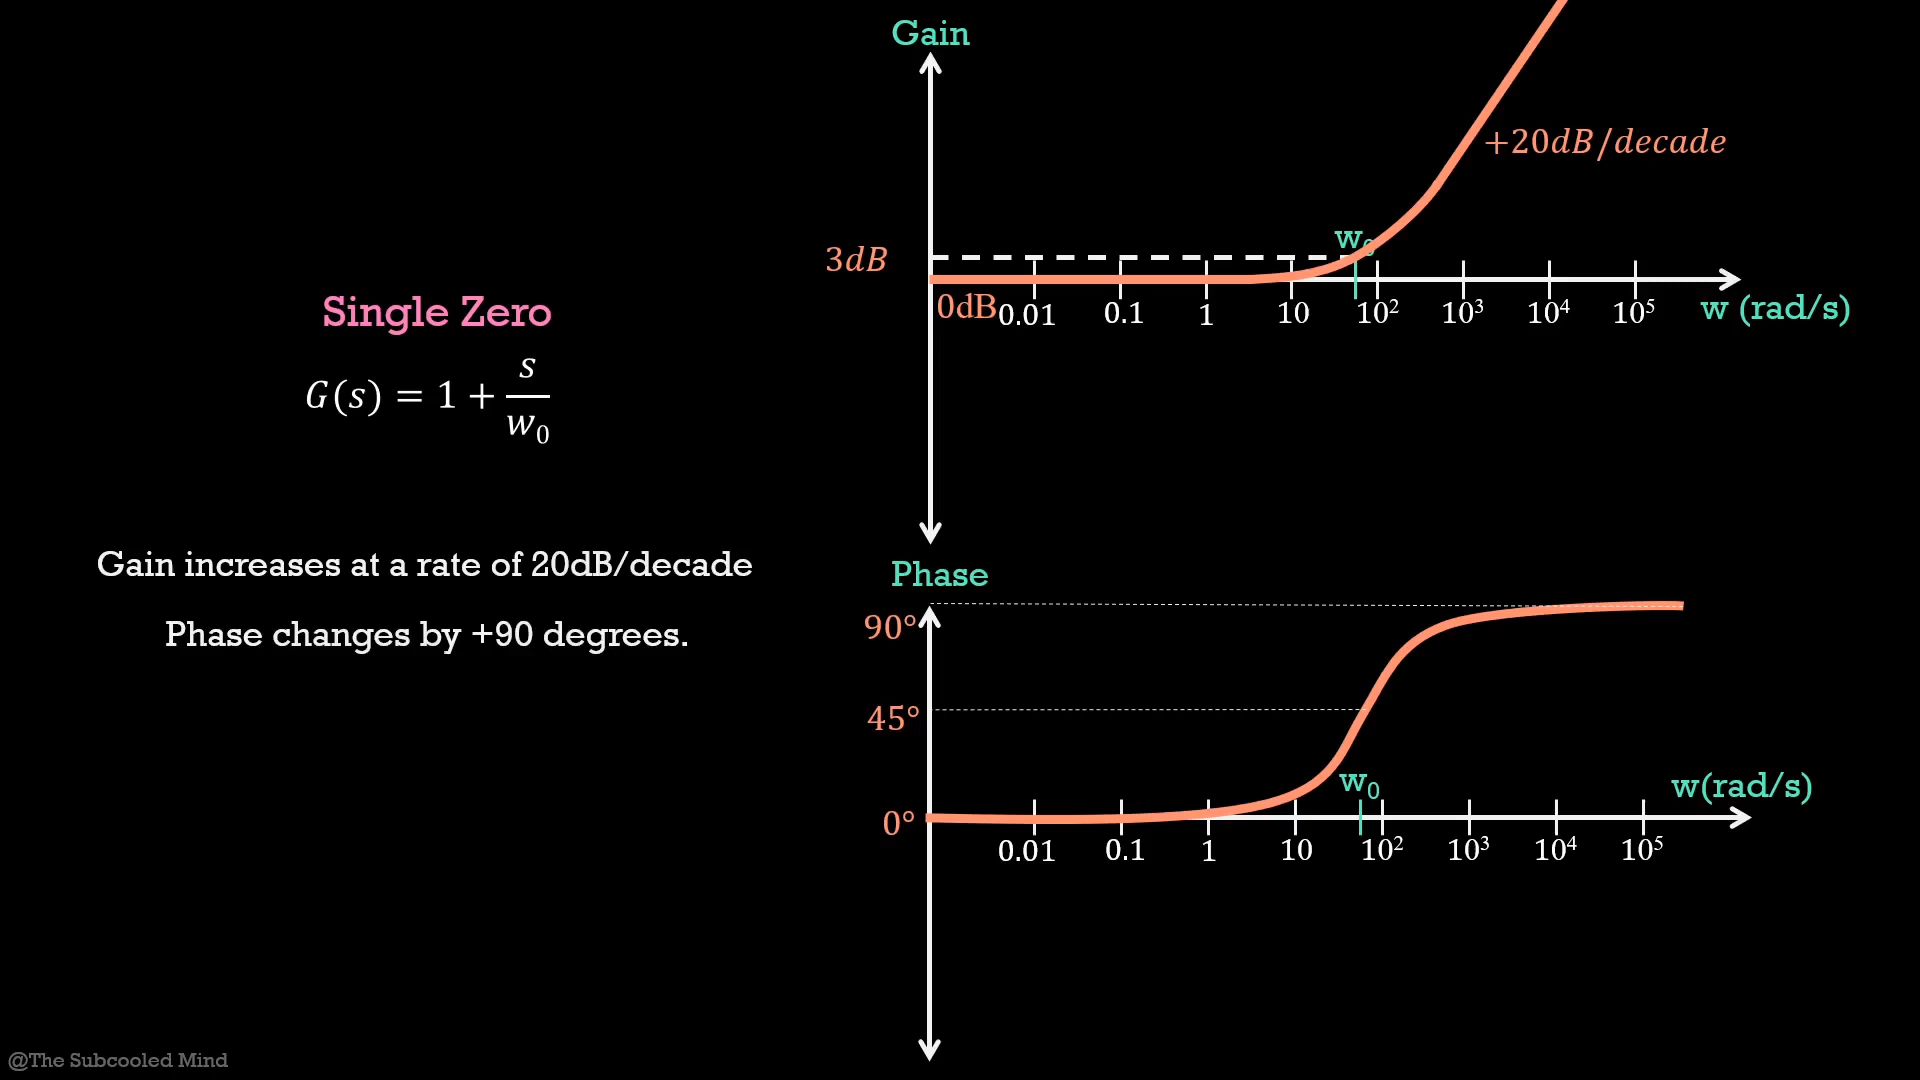 Gain
+20dB/decade
w₀
3dB
0dB
0.01 0.1 1 10 10² 10³ 10⁴ 10⁵
w (rad/s)
Single Zero
G(s) = 1 + s/w₀
Gain increases at a rate of 20dB/decade
Phase changes by +90 degrees.
Phase
90°
45°
w₀
w(rad/s)
0°
0.01 0.1 1 10 10² 10³ 10⁴ 10⁵
@The Subcooled Mind